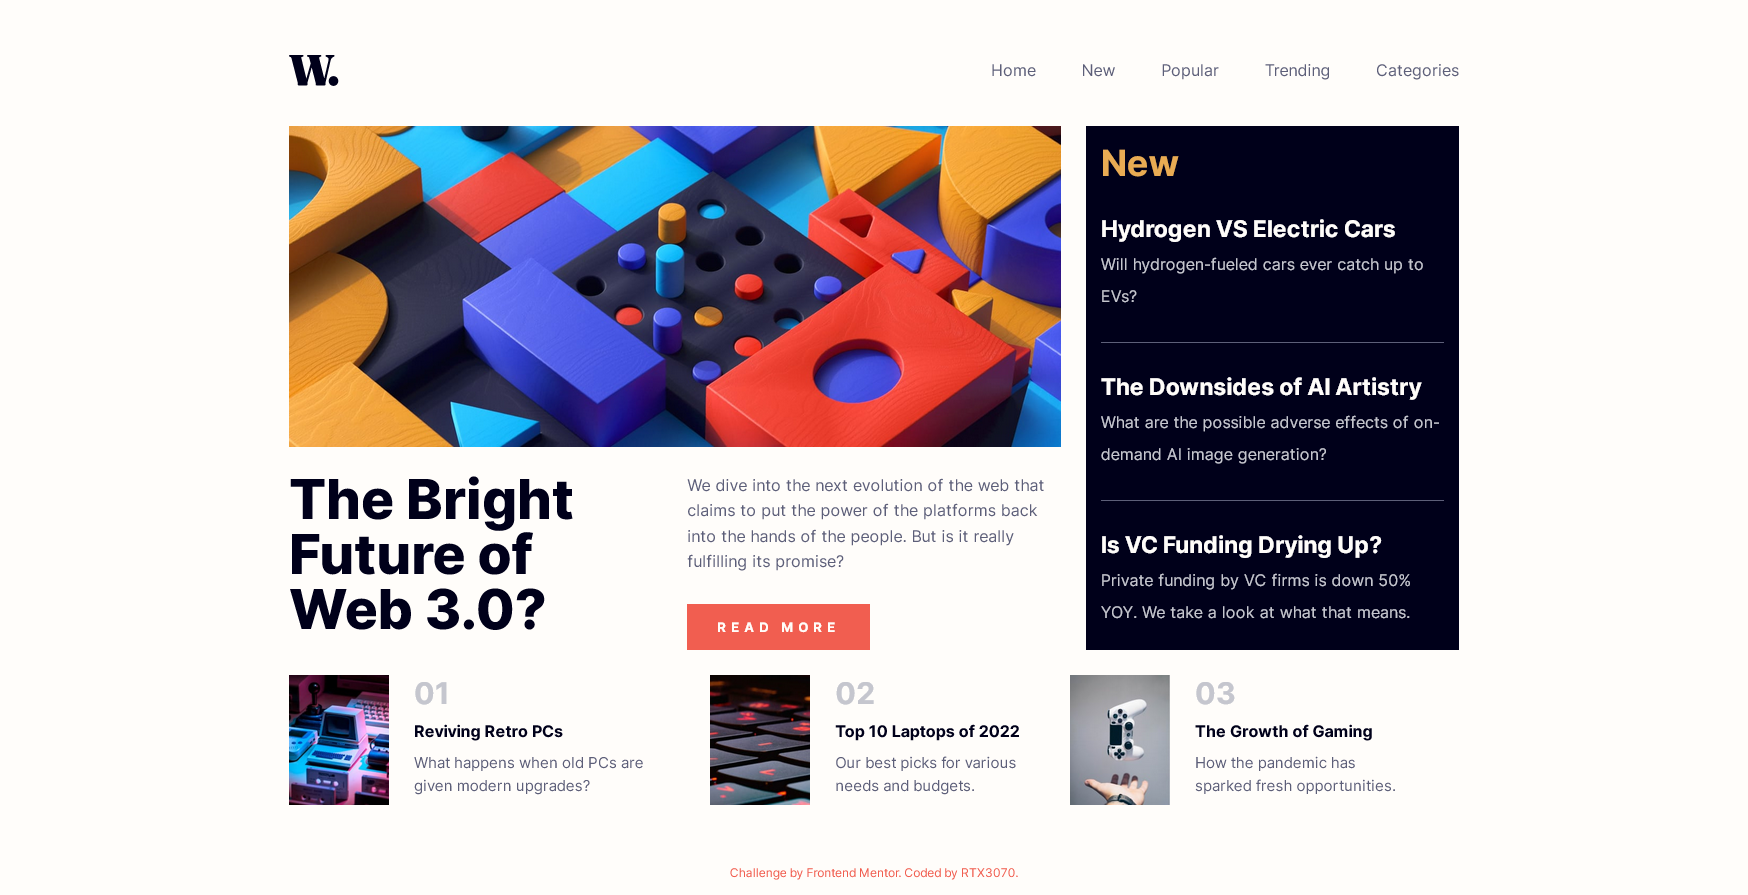 W.
Home New Popular Trending Categories
The Bright
Future of
Web 3.0?
We dive into the next evolution of the web that
claims to put the power of the platforms back
into the hands of the people. But is it really
fulfilling its promise?
READ MORE
New
Hydrogen VS Electric Cars
Will hydrogen-fueled cars ever catch up to
EVs?
The Downsides of AI Artistry
What are the possible adverse effects of on-
demand AI image generation?
Is VC Funding Drying Up?
Private funding by VC firms is down 50%
YOY. We take a look at what that means.
01
Reviving Retro PCs
What happens when old PCs are
given modern upgrades?
02
Top 10 Laptops of 2022
Our best picks for various
needs and budgets.
03
The Growth of Gaming
How the pandemic has
sparked fresh opportunities.
Challenge by Frontend Mentor. Coded by RTX3070.